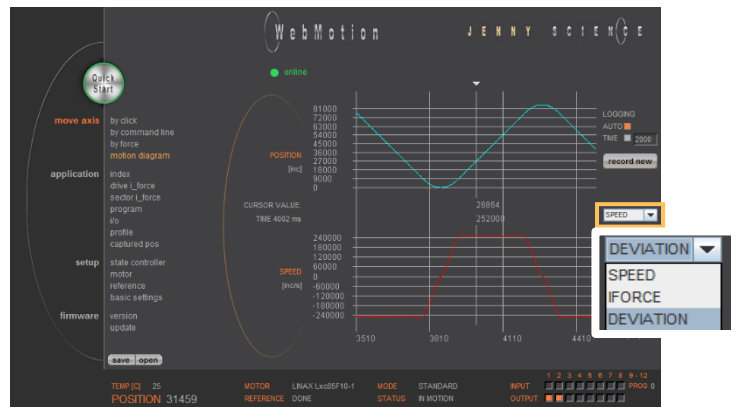 WebMotion
JENNY SCIENCE
Quick Start
online
move axis
by click
by command line
by force
motion diagram
application
index
drive i_force
sector i_force
program
i/o
profile
captured pos
setup
state controller
motor
reference
basic settings
firmware
version
update
save open
POSITION
[inc]
81000
72000
63000
54000
45000
36000
27000
18000
9000
0
CURSOR VALUE:
TIME 4002 ms
26864
252000
SPEED
[inc/s]
240000
180000
120000
60000
0
-60000
-120000
-180000
-240000
3510 3810 4110 4410
LOGGING
AUTO
TIME 2000
record new
SPEED
DEVIATION
SPEED
IFORCE
DEVIATION
TEMP [C] 25
POSITION 31459
MOTOR LINAX Lxc85F10-1
REFERENCE DONE
MODE STANDARD
STATUS IN MOTION
1 2 3 4 5 6 7 8 9-12
INPUT PROG 0
OUTPUT